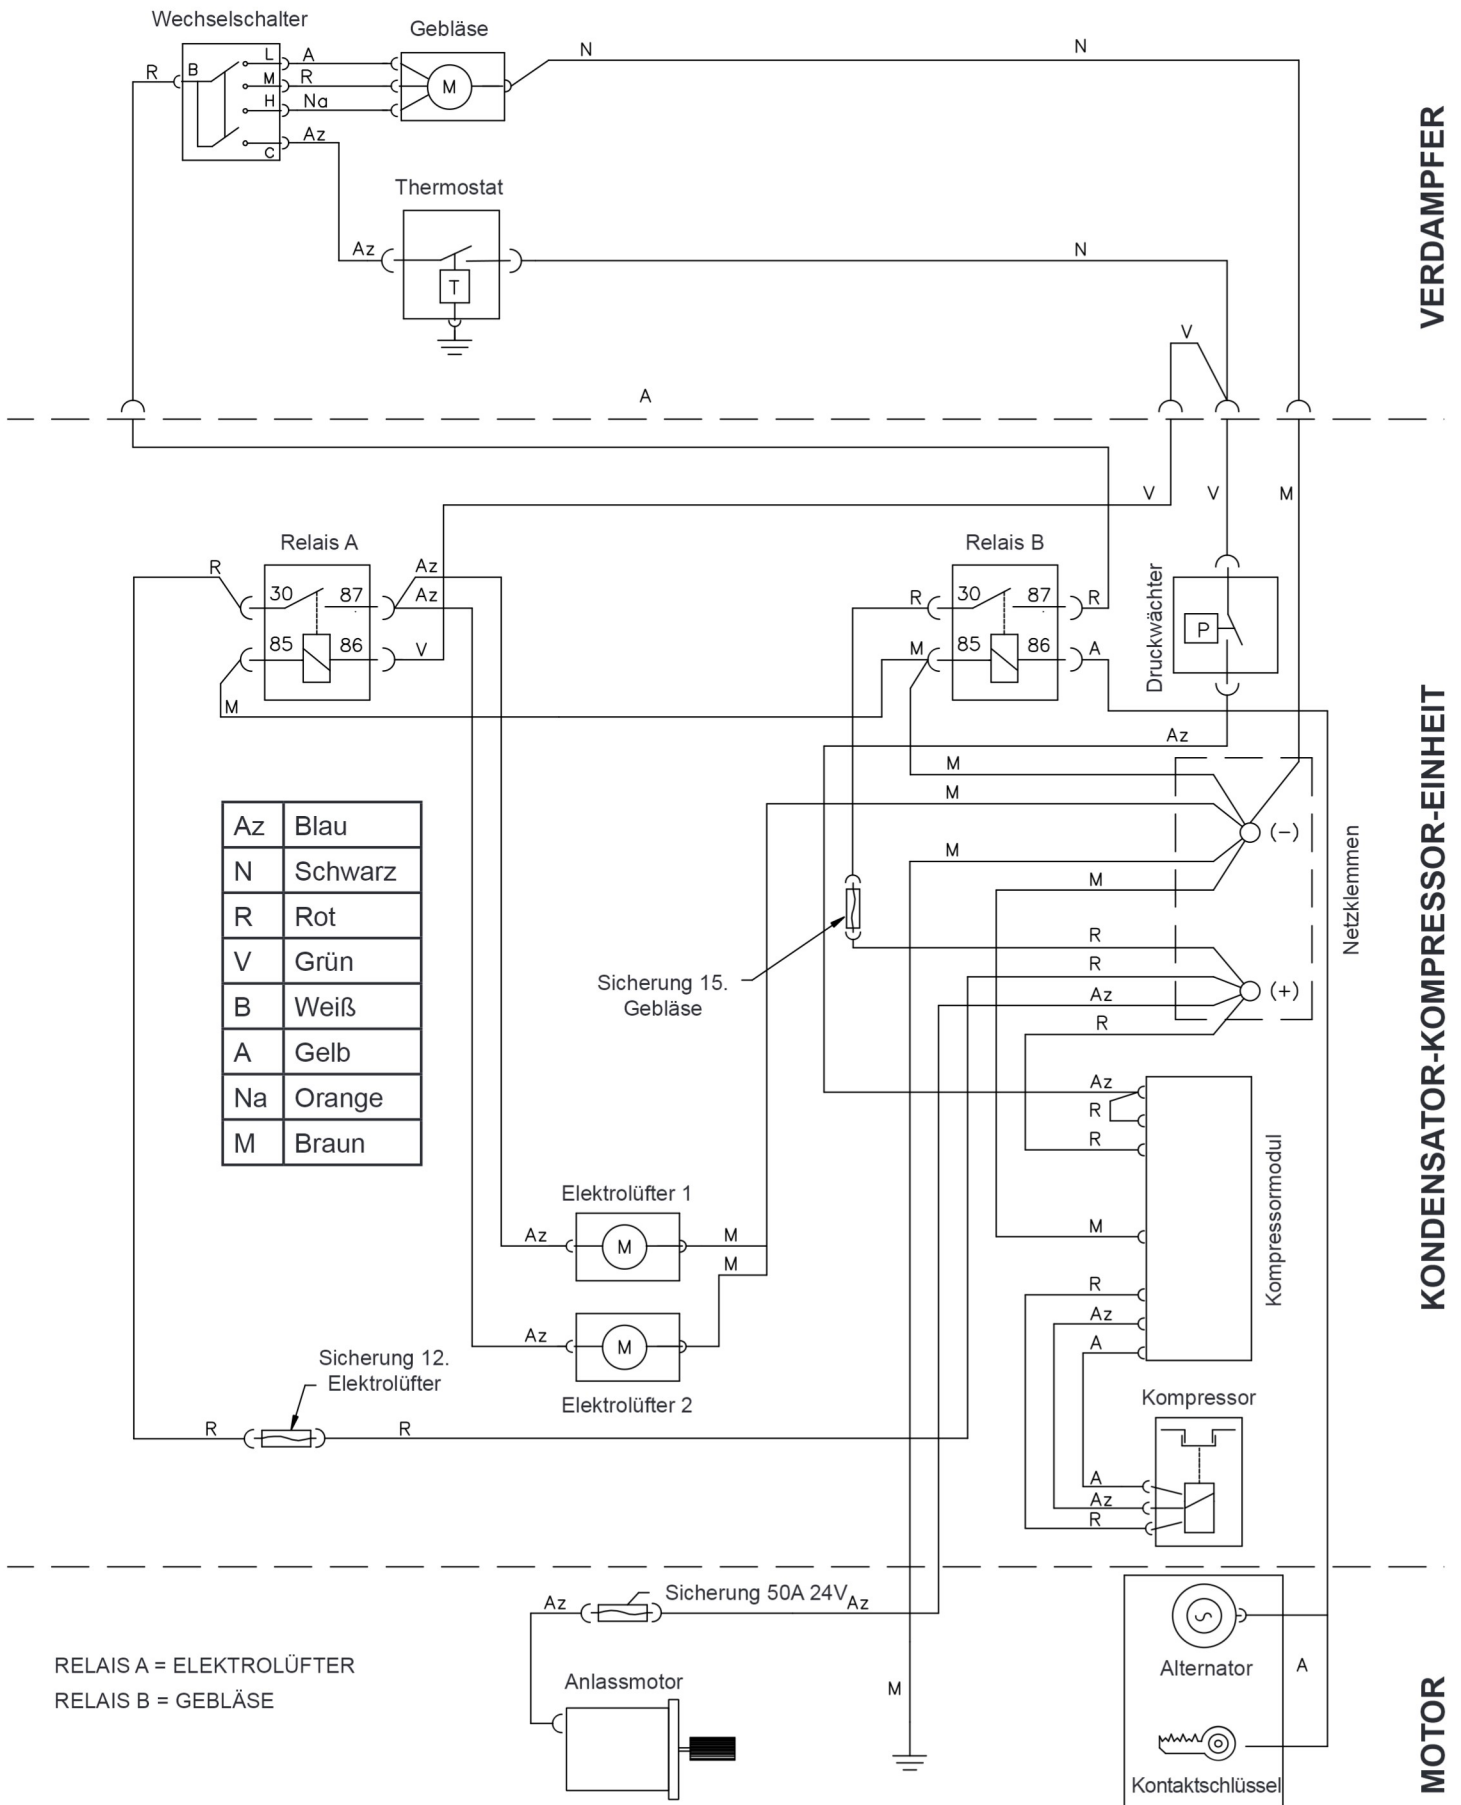 Wechselschalter
Gebläse
N
N
R
B
L
A
M
R
H
Na
C
Az
M
Thermostat
Az
N
T
V
A
VERDAMPFER
V
V
M
Relais A
Relais B
R
30
87
Az
Az
85
86
V
M
R
30
87
R
M
85
86
A
Druckwächter
P
Az
M
M
(-)
M
M
Netzklemmen
R
R
(+)
Az
R
Az Blau
N Schwarz
R Rot
V Grün
B Weiß
A Gelb
Na Orange
M Braun
Sicherung 15.
Gebläse
Az
R
R
M
R
Az
A
Kompressormodul
KONDENSATOR-KOMPRESSOR-EINHEIT
Elektrolüfter 1
Az
M
M
M
Az
M
Elektrolüfter 2
Sicherung 12.
Elektrolüfter
R
R
Kompressor
A
Az
R
Az
Sicherung 50A 24V
Az
RELAIS A = ELEKTROLÜFTER
RELAIS B = GEBLÄSE
Anlassmotor
M
Alternator
A
Kontaktschlüssel
MOTOR